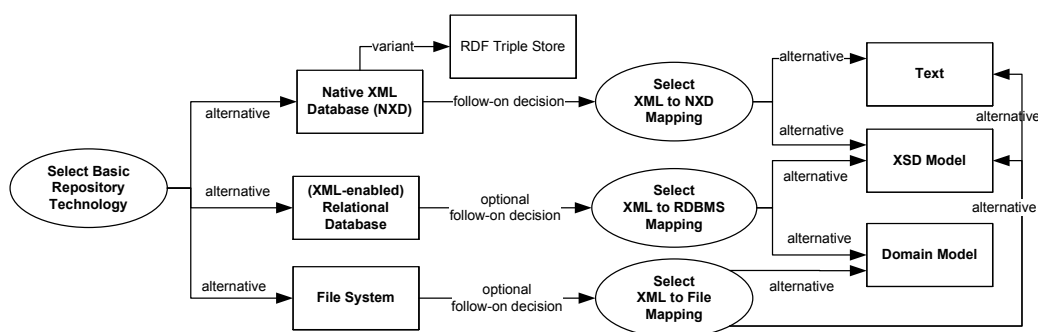 variant
RDF Triple Store
Native XML
Database (NXD)
alternative
follow-on decision
Select
XML to NXD
Mapping
alternative
Text
alternative
alternative
XSD Model
Select Basic
Repository
Technology
alternative
(XML-enabled)
Relational
Database
optional
follow-on decision
Select
XML to RDBMS
Mapping
alternative
alternative
alternative
Domain Model
alternative
File System
optional
follow-on decision
Select
XML to File
Mapping
alternative